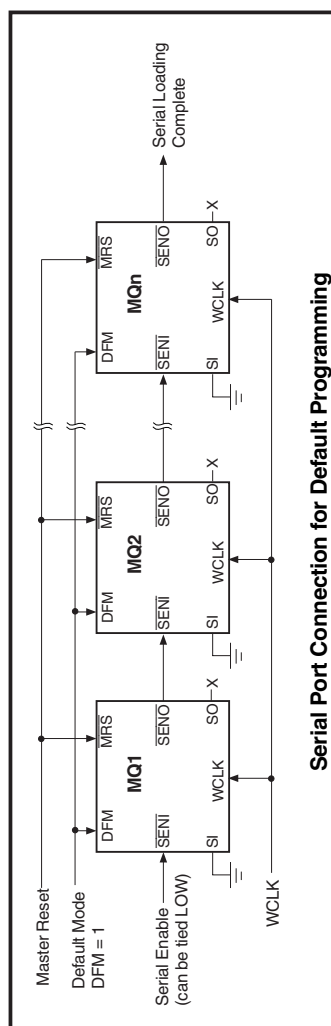 Master Reset
Default Mode
DFM = 1
DFM
MRS
MQ1
SENI
SENO
SI
WCLK
SO
X
DFM
MRS
MQ2
SENI
SENO
SI
WCLK
SO
X
DFM
MRS
MQn
SENI
SENO
SI
WCLK
SO
X
Serial Enable
(can be tied LOW)
Serial Loading
Complete
WCLK
Serial Port Connection for Default Programming